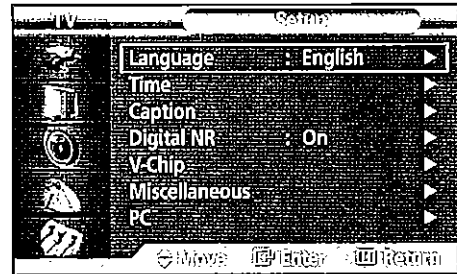 TV Setup
Language : English
Time
Caption
Digital NR : On
V-Chip
Miscellaneous
PC
Move Enter Return